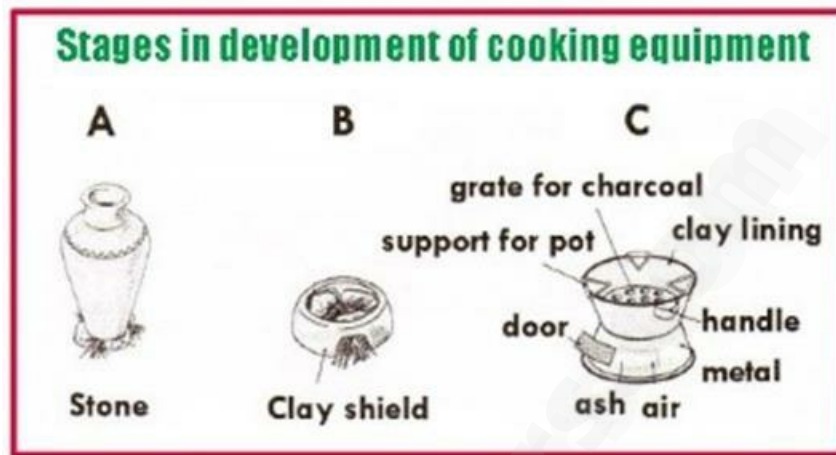 Stages in development of cooking equipment
A B C
grate for charcoal
support for pot
clay lining
door
handle
metal
Stone
Clay shield
ash air